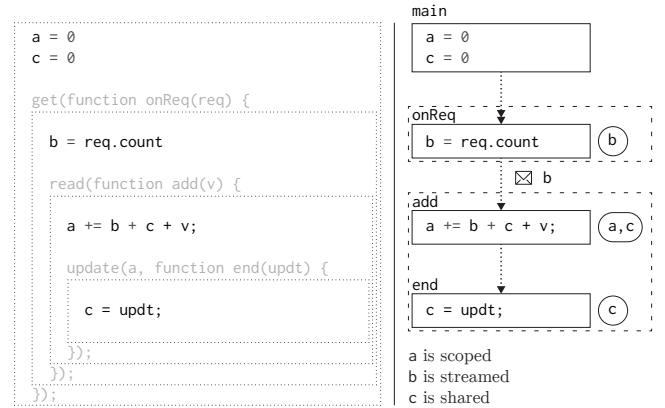 a = 0
c = 0
get(function onReq(req) {
b = req.count
read(function add(v) {
a += b + c + v;
update(a, function end(updt) {
c = updt;
});
});
});
main
a = 0
c = 0
onReq
b = req.count
b
b
add
a += b + c + v;
a,c
end
c = updt;
c
a is scoped
b is streamed
c is shared